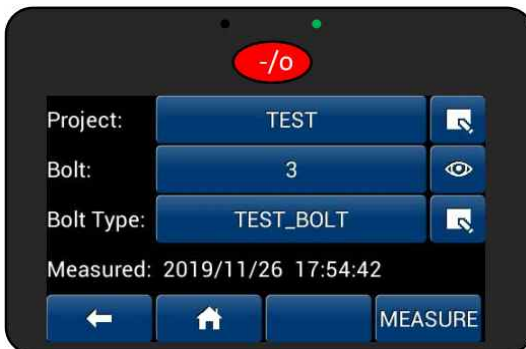 -/o
Project: TEST
Bolt: 3
Bolt Type: TEST_BOLT
Measured: 2019/11/26 17:54:42
MEASURE